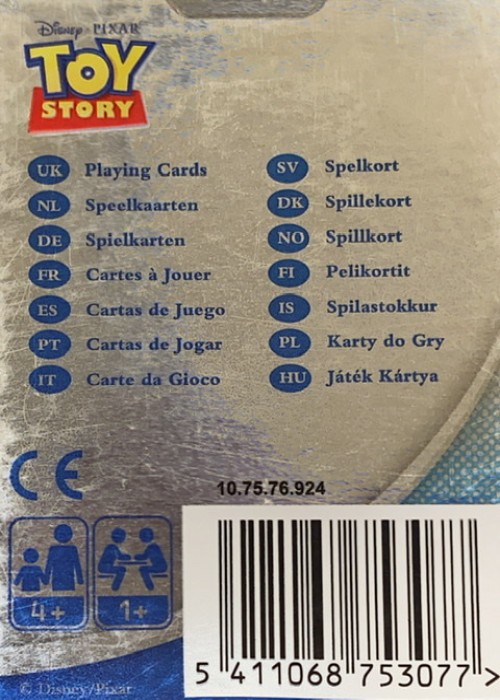 Disney • PIXAR
TOY
STORY
UK Playing Cards
NL Speelkaarten
DE Spielkarten
FR Cartes à Jouer
ES Cartas de Juego
PT Cartas de Jogar
IT Carte da Gioco
SV Spelkort
DK Spillekort
NO Spillkort
FI Pelikortit
IS Spilastokkur
PL Karty do Gry
HU Játék Kártya
CE
10.75.76.924
4+
1+
5 411068 753077 >
© Disney/Pixar